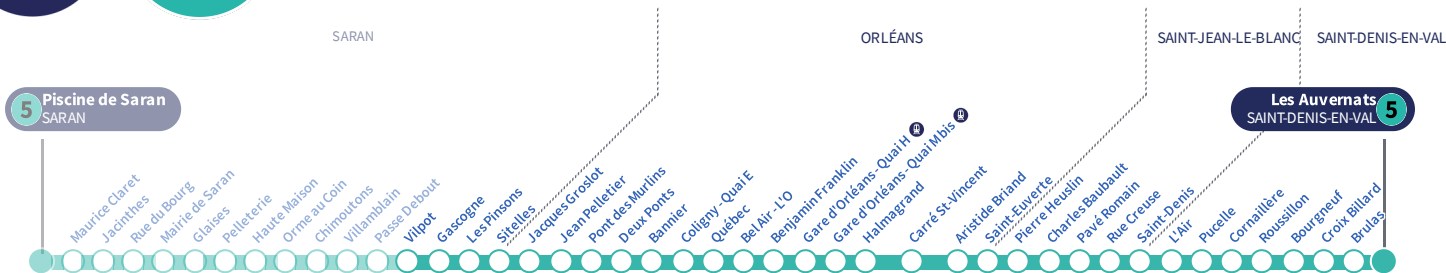 SARAN
ORLÉANS
SAINT-JEAN-LE-BLANC
SAINT-DENIS-EN-VAL
5
Piscine de Saran
SARAN
Les Auvernats
SAINT-DENIS-EN-VAL
5
Maurice Claret
Jacinthes
Rue du Bourg
Mairie de Saran
Glaises
Pelleterie
Haute Maison
Orme au Coin
Chimoutons
Villamblain
Passe Debout
Vilpot
Gascogne
Les Pinsons
Sitelles
Jacques Groslot
Jean Pelletier
Pont des Murlins
Deux Ponts
Bannier
Coligny - Quai E
Québec
Bel Air - L'O
Benjamin Franklin
Gare d'Orléans - Quai H
Gare d'Orléans - Quai Mbis
Halmagrand
Carré St-Vincent
Aristide Briand
Saint-Euverte
Pierre Heuslin
Charles Baubault
Pavé Romain
Rue Creuse
Saint-Denis
L'Air
Pucelle
Cornaillère
Roussillon
Bourgneuf
Croix Billard
Brulas